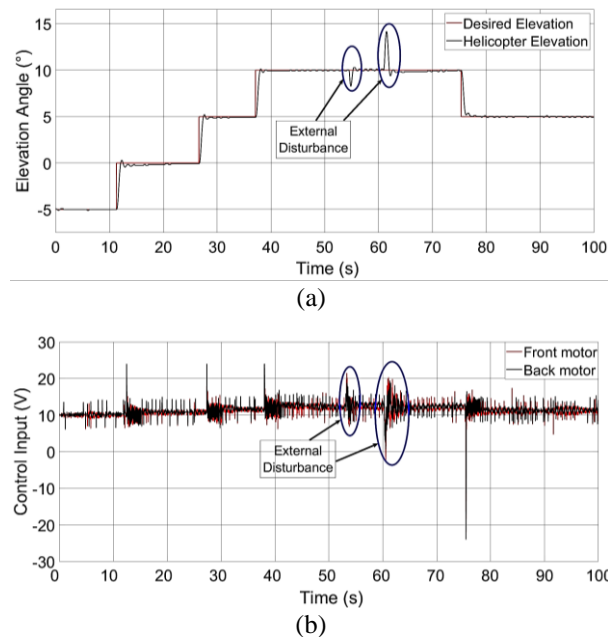 15
10
5
0
-5
Elevation Angle (°)
Desired Elevation
Helicopter Elevation
External
Disturbance
0 10 20 30 40 50 60 70 80 90 100
Time (s)
(a)
30
20
10
0
-10
-20
-30
Control Input (V)
Front motor
Back motor
External
Disturbance
0 10 20 30 40 50 60 70 80 90 100
Time (s)
(b)